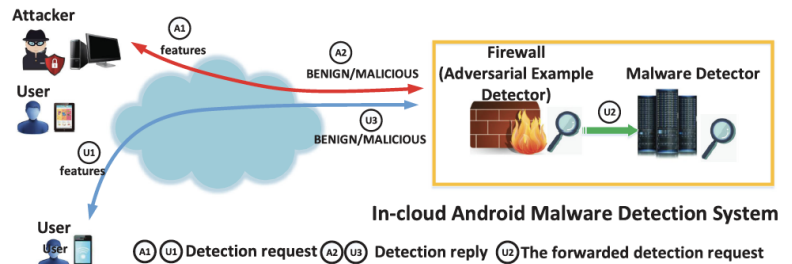 Attacker
A1
features
A2
BENIGN/MALICIOUS
User
U3
BENIGN/MALICIOUS
U1
features
Firewall
(Adversarial Example
Detector)
Malware Detector
U2
User
User
In-cloud Android Malware Detection System
A1 U1 Detection request A2 U3 Detection reply U2 The forwarded detection request